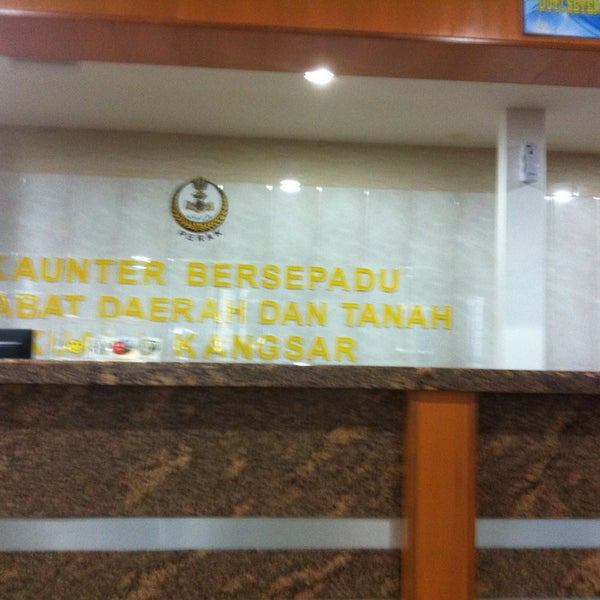 PERAK
KAUNTER BERSEPADU
ABAT DAERAH DAN TANAH
KANGSAR